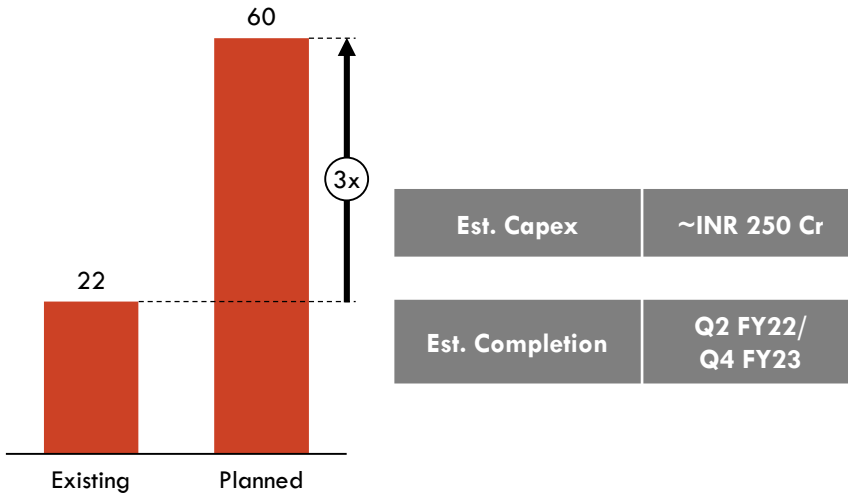 60
3x
22
Existing
Planned
Est. Capex
~INR 250 Cr
Est. Completion
Q2 FY22/
Q4 FY23